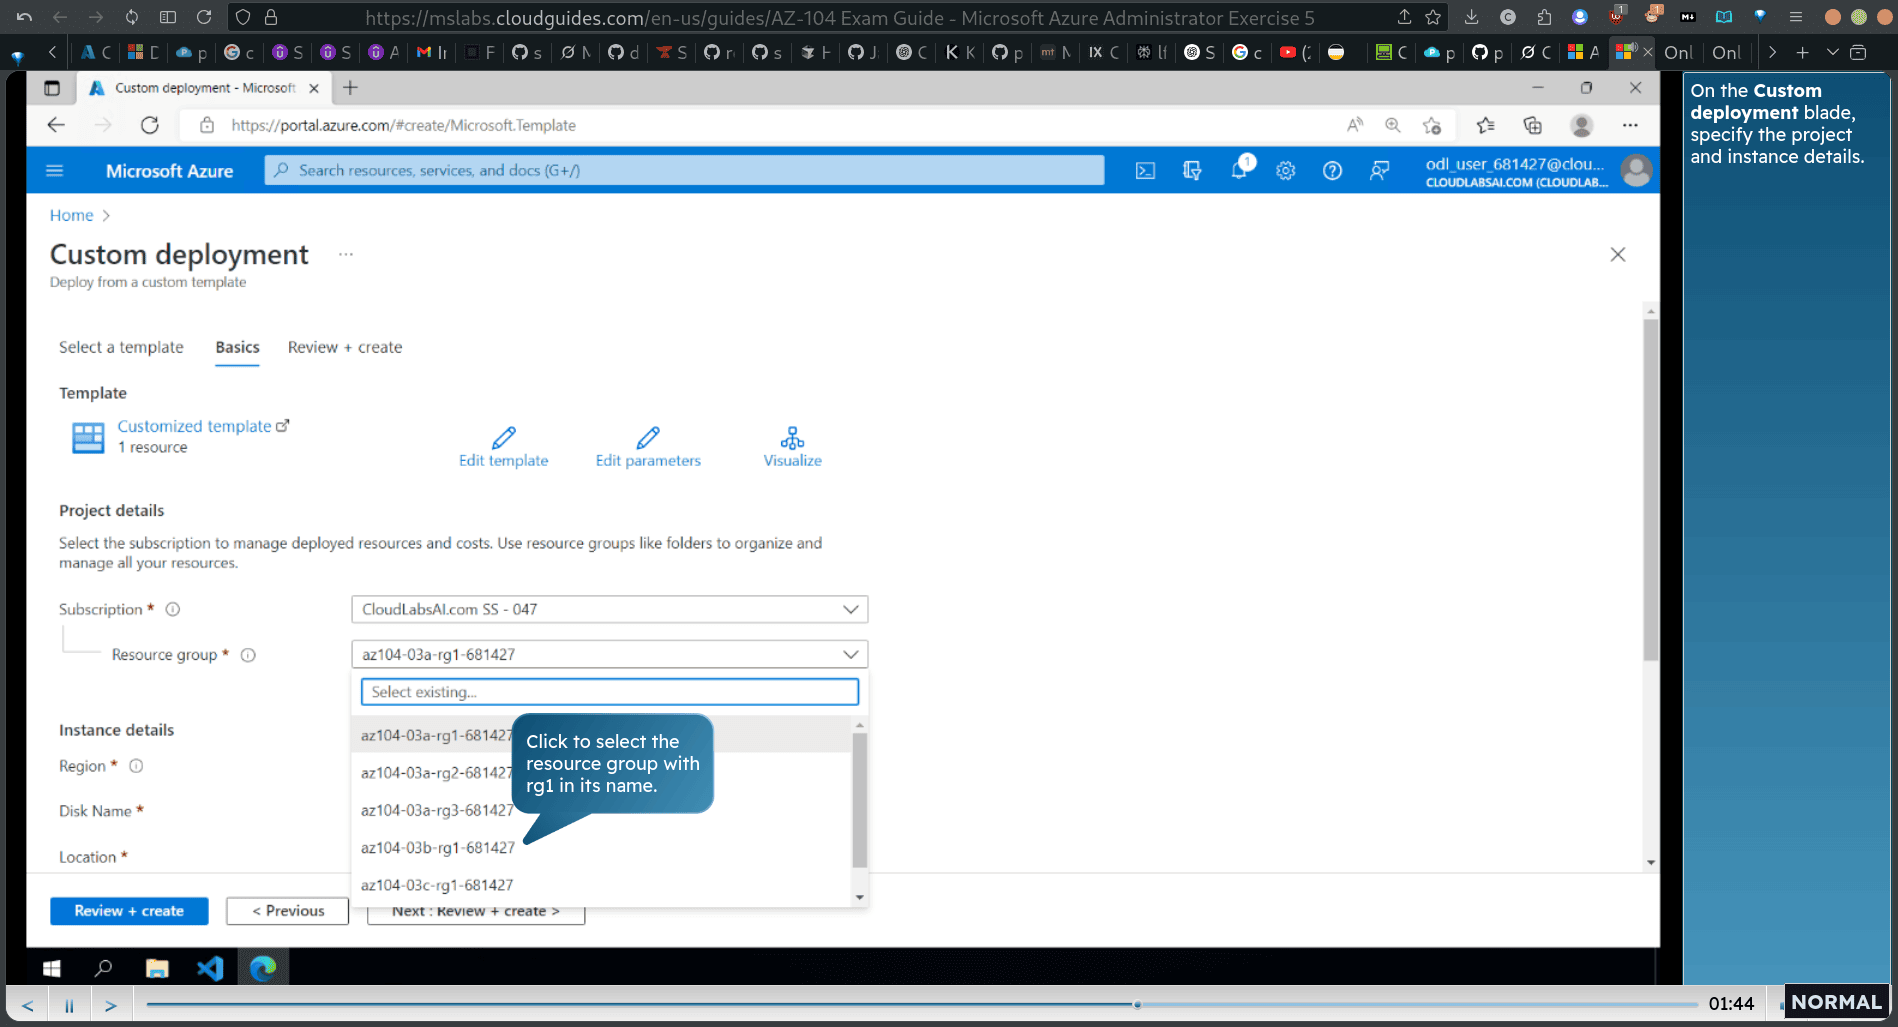 https://mslabs.cloudguides.com/en-us/guides/AZ-104 Exam Guide - Microsoft Azure Administrator Exercise 5
Onl
Onl
Custom deployment - Microsoft
https://portal.azure.com/#create/Microsoft.Template
Microsoft Azure
Search resources, services, and docs (G+/)
1
odl_user_681427@clou...
CLOUDLABSAI.COM (CLOUDLAB...
Home >
Custom deployment ...
Deploy from a custom template
Select a template
Basics
Review + create
Template
Customized template
1 resource
Edit template
Edit parameters
Visualize
Project details
Select the subscription to manage deployed resources and costs. Use resource groups like folders to organize and
manage all your resources.
Subscription *
CloudLabsAI.com SS - 047
Resource group *
az104-03a-rg1-681427
Select existing...
Instance details
Region *
Disk Name *
Location *
az104-03a-rg1-681427
az104-03a-rg2-681427
az104-03a-rg3-681427
az104-03b-rg1-681427
az104-03c-rg1-681427
Click to select the
resource group with
rg1 in its name.
Review + create
< Previous
Next : Review + create >
On the Custom
deployment blade,
specify the project
and instance details.
01:44
NORMAL